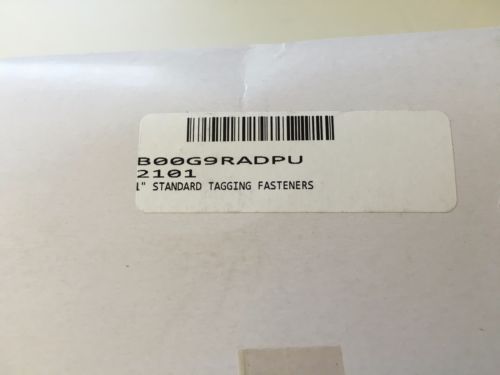 B00G9RADPU
2101
1" STANDARD TAGGING FASTENERS